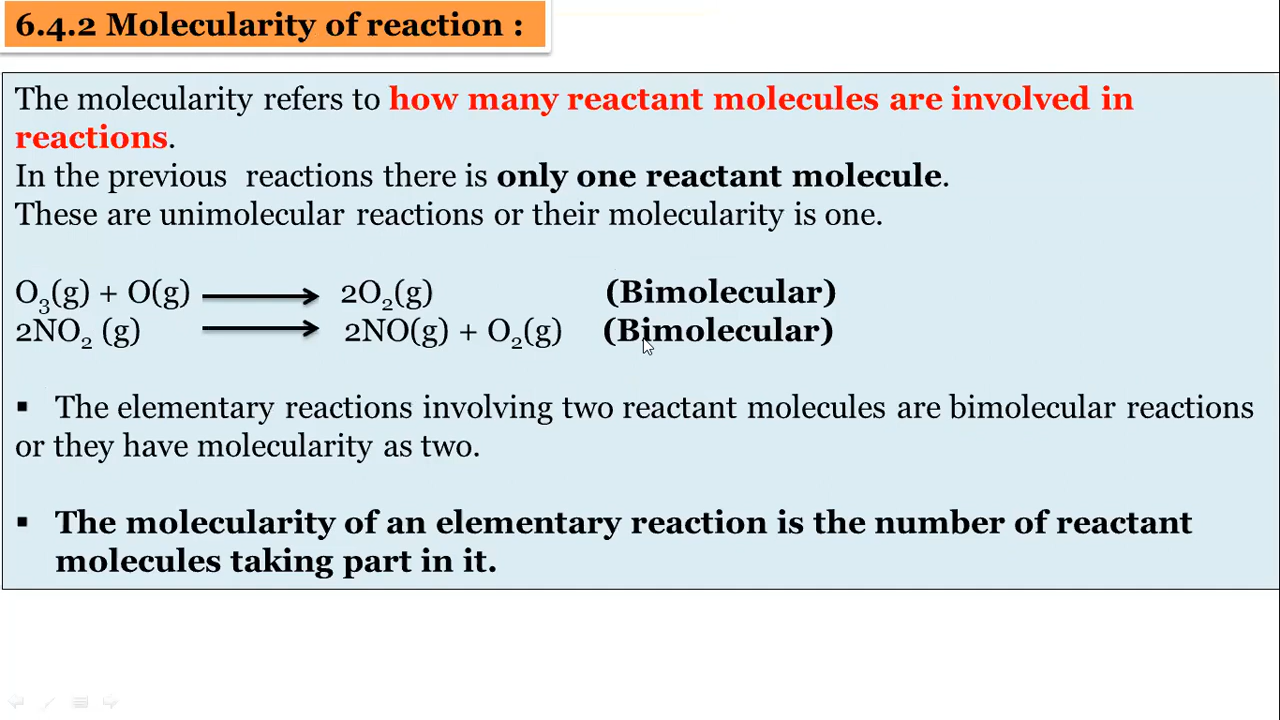 6.4.2 Molecularity of reaction :
The molecularity refers to how many reactant molecules are involved in
reactions.
In the previous reactions there is only one reactant molecule.
These are unimolecular reactions or their molecularity is one.
O₃(g) + O(g) ⟶ 2O₂(g) (Bimolecular)
2NO₂ (g) ⟶ 2NO(g) + O₂(g) (Bimolecular)
▪ The elementary reactions involving two reactant molecules are bimolecular reactions
or they have molecularity as two.
▪ The molecularity of an elementary reaction is the number of reactant
molecules taking part in it.